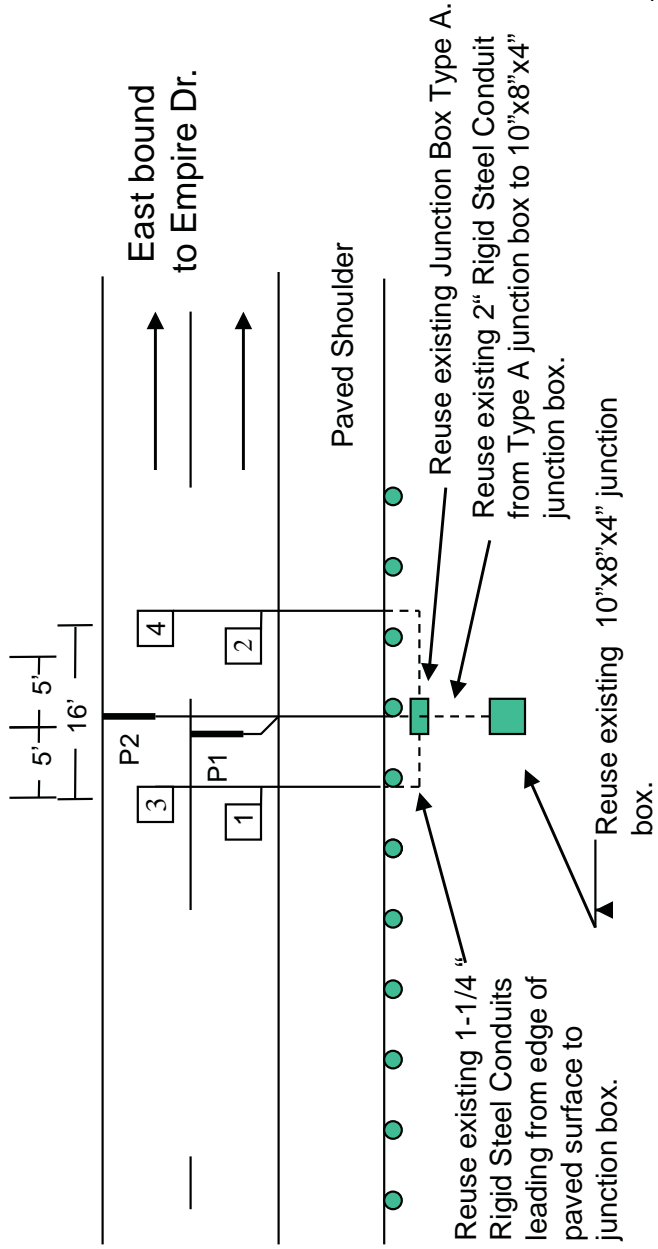 5’
5’
16’
East bound
to Empire Dr.
P2
4
3
P1
2
1
Paved Shoulder
Reuse existing Junction Box Type A.
Reuse existing 2“ Rigid Steel Conduit
from Type A junction box to 10”x8”x4”
junction box.
Reuse existing 1-1/4 “
Rigid Steel Conduits
leading from edge of
paved surface to
junction box.
Reuse existing 10”x8”x4” junction
box.